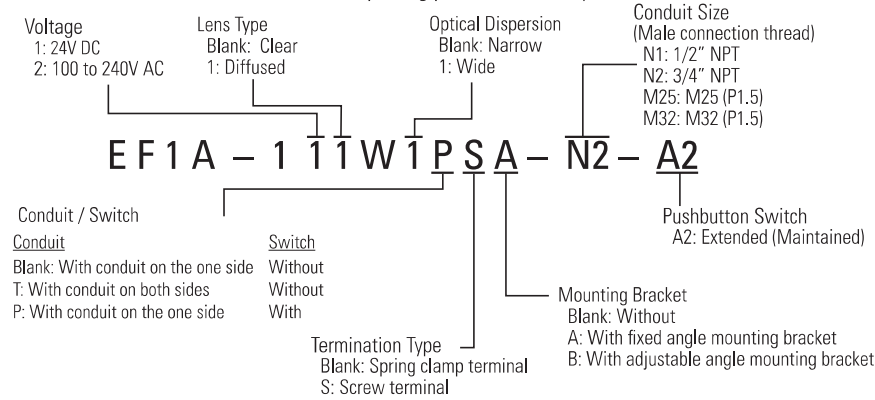 Voltage
1: 24V DC
2: 100 to 240V AC
Lens Type
Blank: Clear
1: Diffused
Optical Dispersion
Blank: Narrow
1: Wide
Conduit Size
(Male connection thread)
N1: 1/2" NPT
N2: 3/4" NPT
M25: M25 (P1.5)
M32: M32 (P1.5)
EF1A – 111W1PSA – N2 – A2
Conduit / Switch
Conduit Switch
Blank: With conduit on the one side Without
T: With conduit on both sides Without
P: With conduit on the one side With
Pushbutton Switch
A2: Extended (Maintained)
Mounting Bracket
Blank: Without
A: With fixed angle mounting bracket
B: With adjustable angle mounting bracket
Termination Type
Blank: Spring clamp terminal
S: Screw terminal